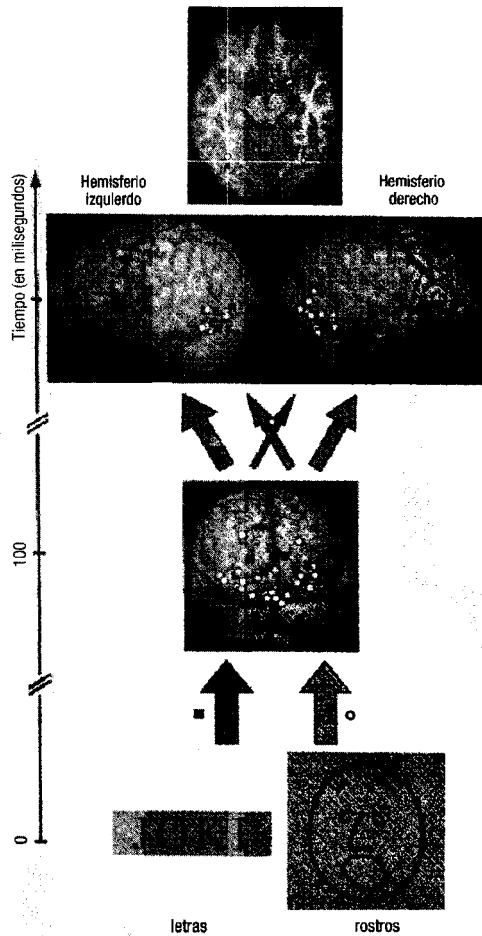 Hemisferio
izquierdo
Hemisferio
derecho
Tiempo (en milisegundos)
100
0
letras
rostros